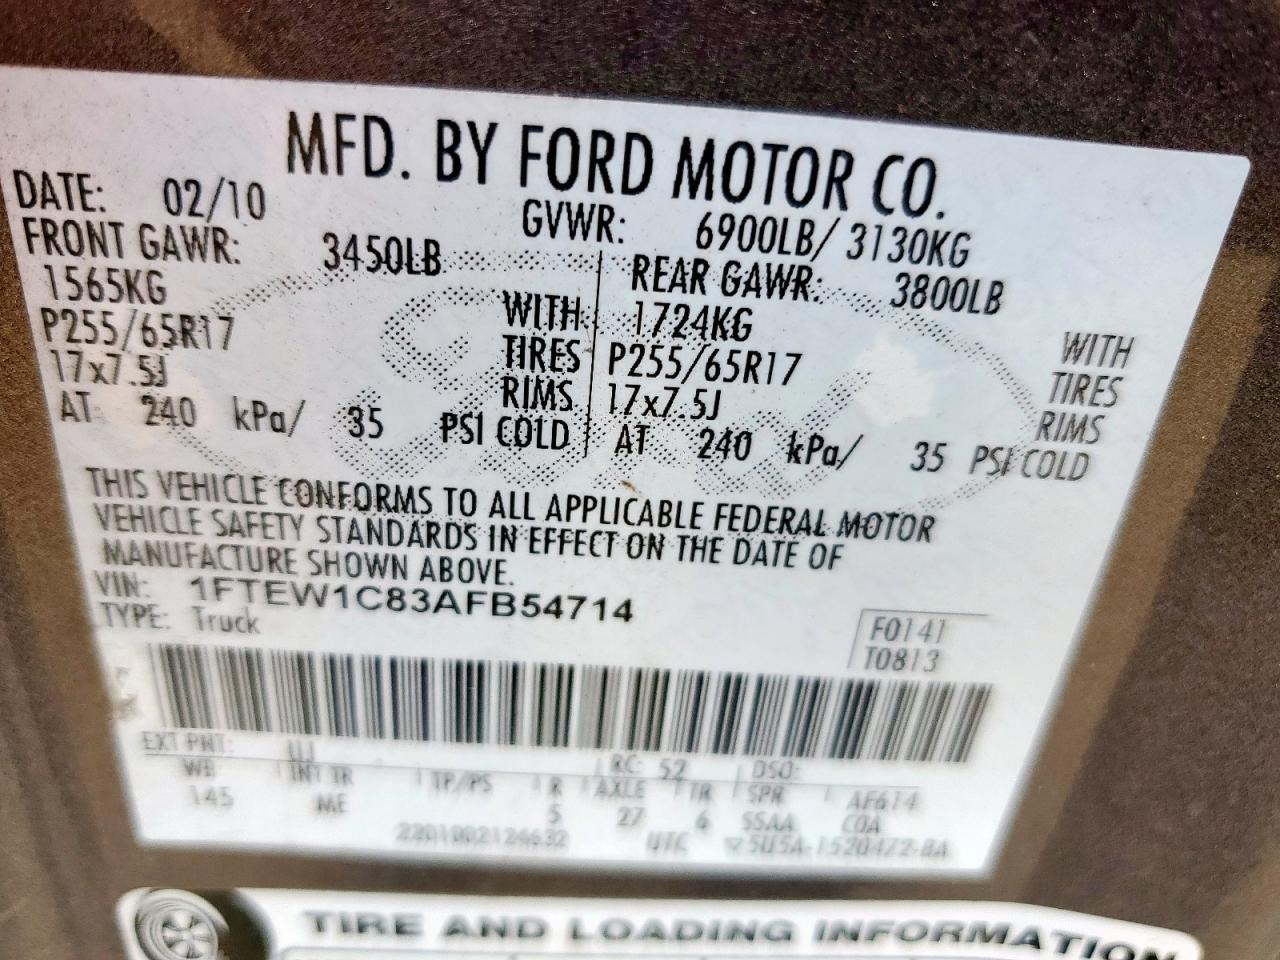 MFD. BY FORD MOTOR CO.
DATE: 02/10 GVWR: 6900LB/ 3130KG
FRONT GAWR: 3450LB REAR GAWR: 3800LB
1565KG WITH 1724KG WITH
P255/65R17 TIRES P255/65R17 TIRES
17x7.5J RIMS 17x7.5J RIMS
AT 240 kPa/ 35 PSI COLD AT 240 kPa/ 35 PSI COLD
THIS VEHICLE CONFORMS TO ALL APPLICABLE FEDERAL MOTOR
VEHICLE SAFETY STANDARDS IN EFFECT ON THE DATE OF
MANUFACTURE SHOWN ABOVE.
VIN: 1FTEW1C83AFB54714
TYPE: Truck
F0141
T0813
EXT PNT: UJ RC: 52 DSO:
WB INT TR TP/PS R AXLE TR SPR AF614
145 ME 5 27 6 SSAA COA
2201002124632 UTC 5U5A-1520472-BA
TIRE AND LOADING INFORMATION